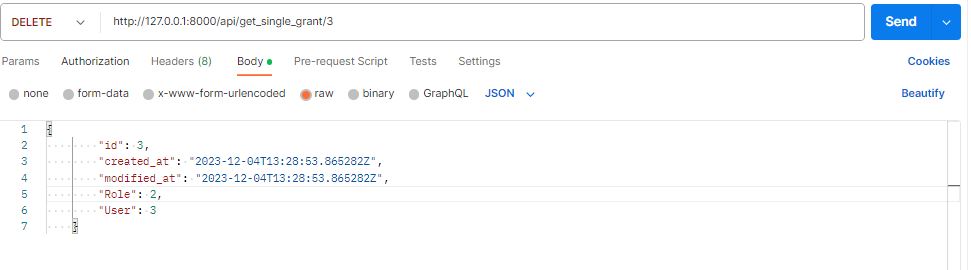 DELETE http://127.0.0.1:8000/api/get_single_grant/3 Send
Params Authorization Headers (8) Body Pre-request Script Tests Settings Cookies
none form-data x-www-form-urlencoded raw binary GraphQL JSON Beautify
1 {
2 "id": 3,
3 "created_at": "2023-12-04T13:28:53.865282Z",
4 "modified_at": "2023-12-04T13:28:53.865282Z",
5 "Role": 2,
6 "User": 3
7 }